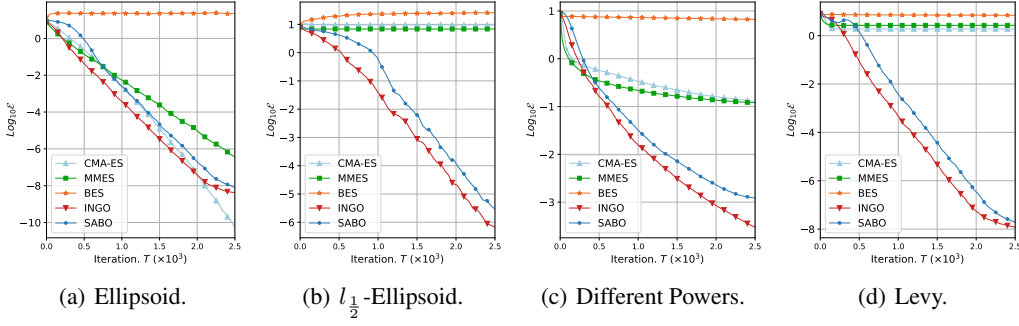 0
−2
−4
−6
−8
−10
Log₁₀ℰ
CMA-ES
MMES
BES
INGO
SABO
0.0 0.5 1.0 1.5 2.0 2.5
Iteration. T (×10³)
(a) Ellipsoid.
1
0
−1
−2
−3
−4
−5
−6
Log₁₀ℰ
CMA-ES
MMES
BES
INGO
SABO
0.0 0.5 1.0 1.5 2.0 2.5
Iteration. T (×10³)
(b) l_{1/2}-Ellipsoid.
1
0
−1
−2
−3
Log₁₀ℰ
CMA-ES
MMES
BES
INGO
SABO
0.0 0.5 1.0 1.5 2.0 2.5
Iteration. T (×10³)
(c) Different Powers.
0
−2
−4
−6
−8
Log₁₀ℰ
CMA-ES
MMES
BES
INGO
SABO
0.0 0.5 1.0 1.5 2.0 2.5
Iteration. T (×10³)
(d) Levy.